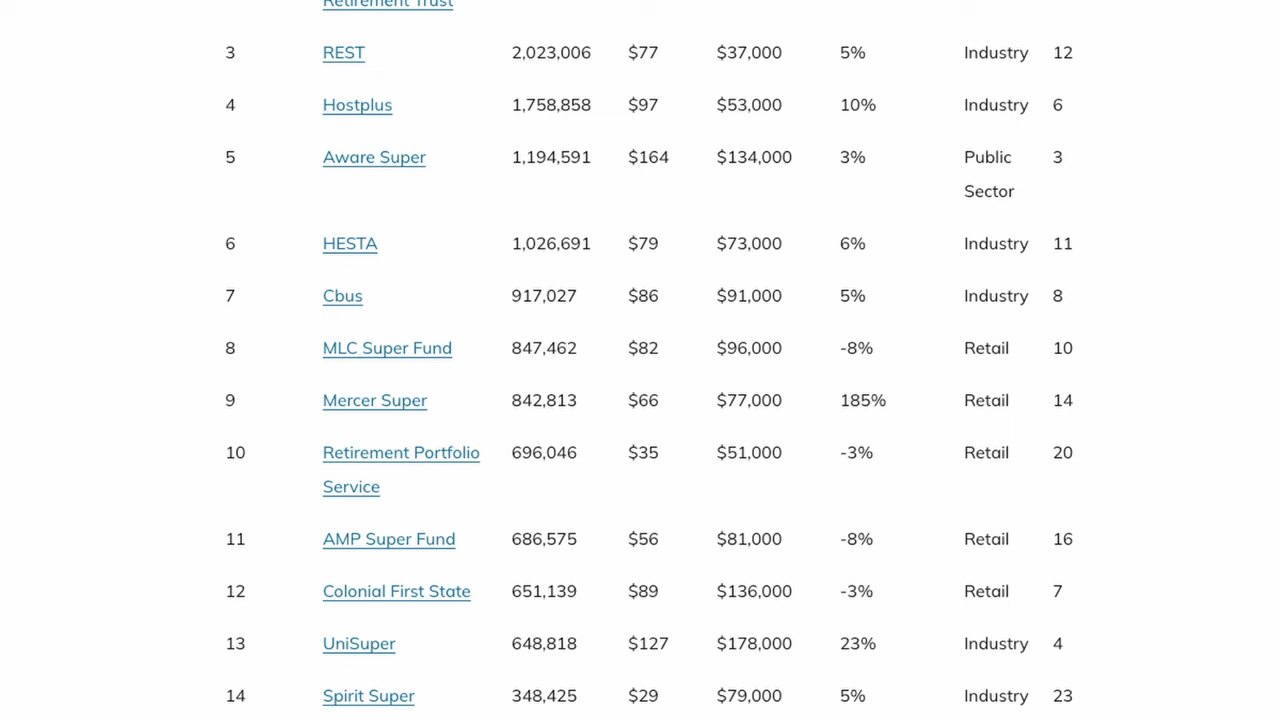 Retirement Trust
3 REST 2,023,006 $77 $37,000 5% Industry 12
4 Hostplus 1,758,858 $97 $53,000 10% Industry 6
5 Aware Super 1,194,591 $164 $134,000 3% Public 3
Sector
6 HESTA 1,026,691 $79 $73,000 6% Industry 11
7 Cbus 917,027 $86 $91,000 5% Industry 8
8 MLC Super Fund 847,462 $82 $96,000 -8% Retail 10
9 Mercer Super 842,813 $66 $77,000 185% Retail 14
10 Retirement Portfolio 696,046 $35 $51,000 -3% Retail 20
Service
11 AMP Super Fund 686,575 $56 $81,000 -8% Retail 16
12 Colonial First State 651,139 $89 $136,000 -3% Retail 7
13 UniSuper 648,818 $127 $178,000 23% Industry 4
14 Spirit Super 348,425 $29 $79,000 5% Industry 23